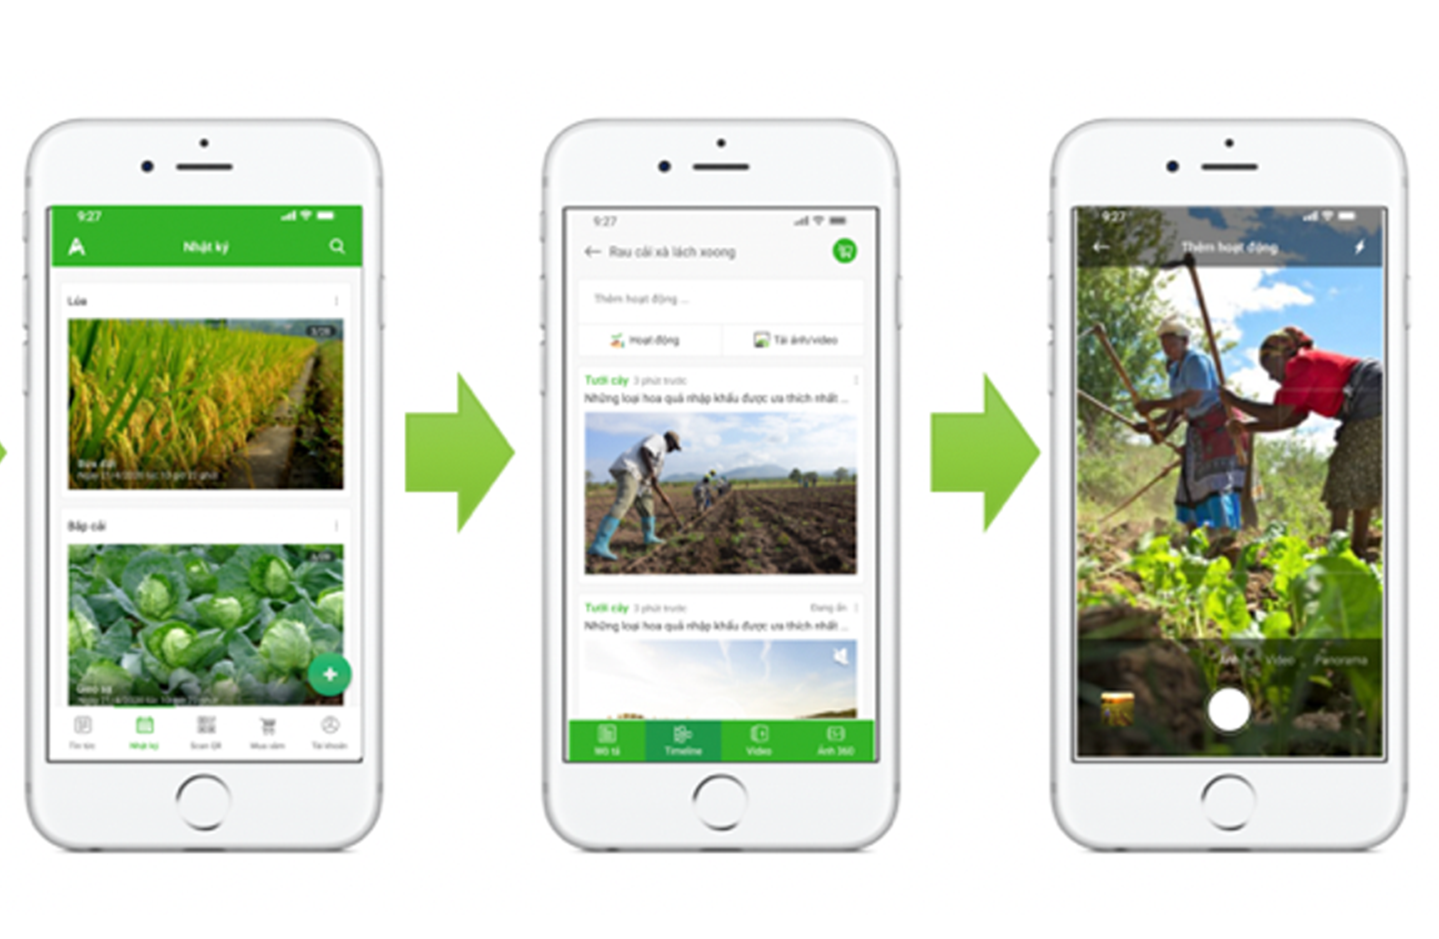 9:27
Nhật ký
Lúa
Bắp cải
Tin tức
Nhật ký
Scan QR
Mua sắm
Tài khoản
9:27
Rau cải xà lách xoong
Thêm hoạt động ...
Hoạt động
Tải ảnh/video
Tưới cây 3 phút trước
Những loại hoa quả nhập khẩu được ưa thích nhất ...
Tưới cây 3 phút trước
Đang ẩn
Những loại hoa quả nhập khẩu được ưa thích nhất ...
Mô tả
Timeline
Video
Ảnh 360
9:27
Thêm hoạt động
Ảnh
Video
Panorama